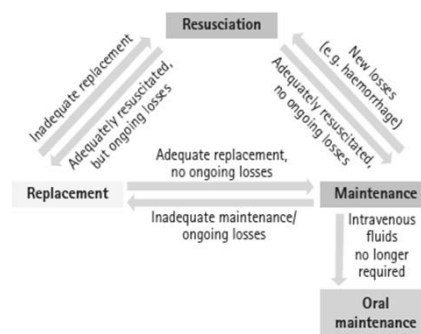 Resusciation
Inadequate replacement
Adequately resuscitated,
but ongoing losses
New losses
(e.g. haemorrhage)
Adequately resuscitated,
no ongoing losses
Adequate replacement,
no ongoing losses
Replacement
Maintenance
Inadequate maintenance/
ongoing losses
Intravenous
fluids
no longer
required
Oral
maintenance